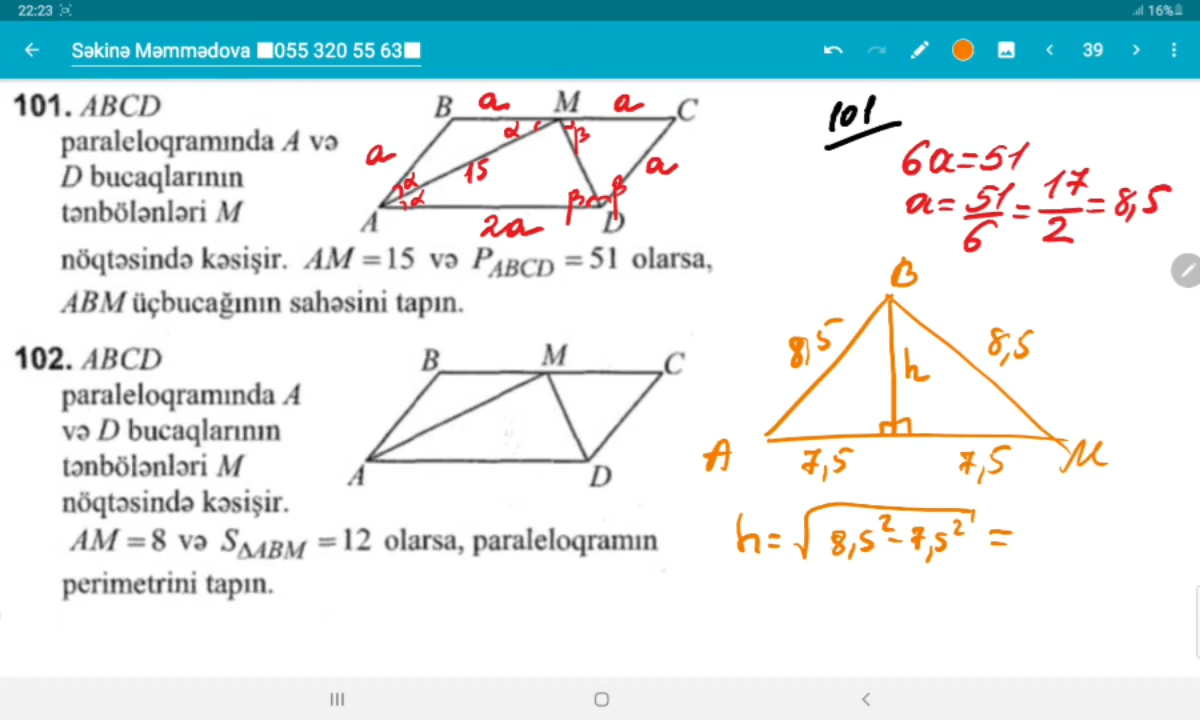 22:23 16%
Səkinə Məmmədova 055 320 55 63 39
101. ABCD
paraleloqramında A və
D bucaqlarının
tənbölənləri M
nöqtəsində kəsişir. AM = 15 və P_ABCD = 51 olarsa,
ABM üçbucağının sahəsini tapın.
B a M a C
α β
a α 15 a
α β β
A 2a D
102. ABCD
paraleloqramında A
və D bucaqlarının
tənbölənləri M
nöqtəsində kəsişir.
AM = 8 və S_ΔABM = 12 olarsa, paraleloqramın
perimetrini tapın.
B M C
A D
101
6a=51
a=51/6=17/2=8,5
B
8,5 h 8,5
A 7,5 7,5 M
h=√8,5²-7,5² =